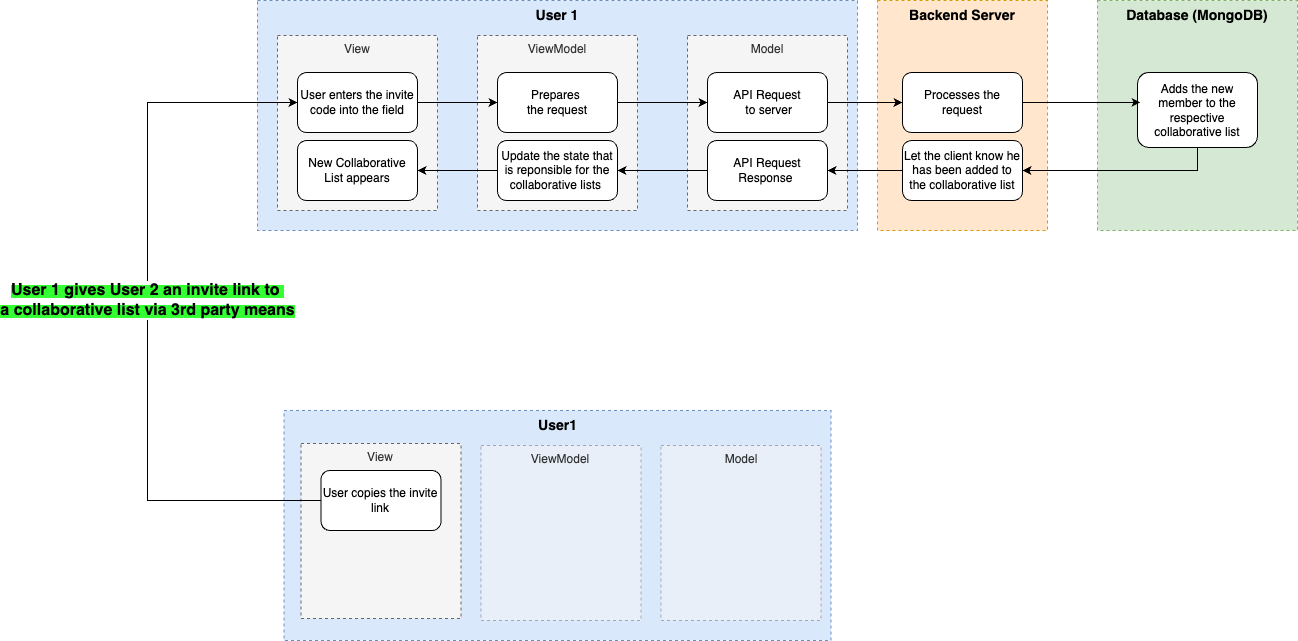 User 1
Backend Server
Database (MongoDB)
View
ViewModel
Model
User enters the invite
code into the field
Prepares
the request
API Request
to server
Processes the
request
Adds the new
member to the
respective
collaborative list
New Collaborative
List appears
Update the state that
is reponsible for the
collaborative lists
API Request
Response
Let the client know he
has been added to
the collaborative list
User 1 gives User 2 an invite link to
a collaborative list via 3rd party means
User1
View
ViewModel
Model
User copies the invite
link